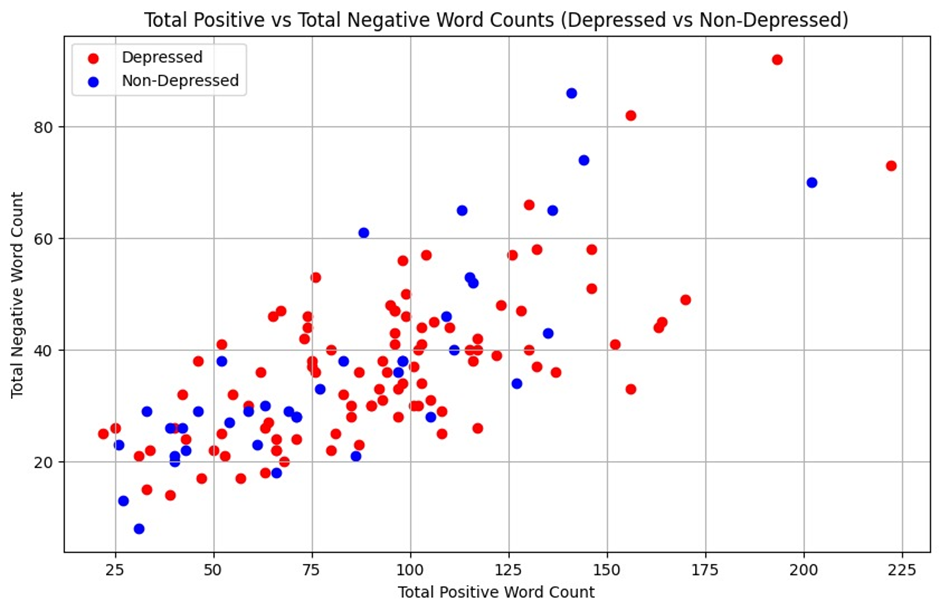 Total Positive vs Total Negative Word Counts (Depressed vs Non-Depressed)
Depressed
Non-Depressed
Total Negative Word Count
80
60
40
20
25
50
75
100
125
150
175
200
225
Total Positive Word Count